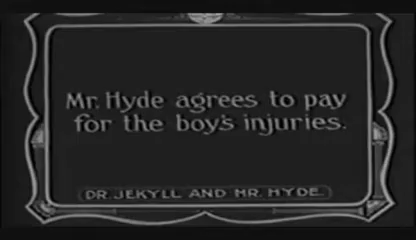 Mr. Hyde agrees to pay
for the boy's injuries.
DR. JEKYLL AND MR. HYDE